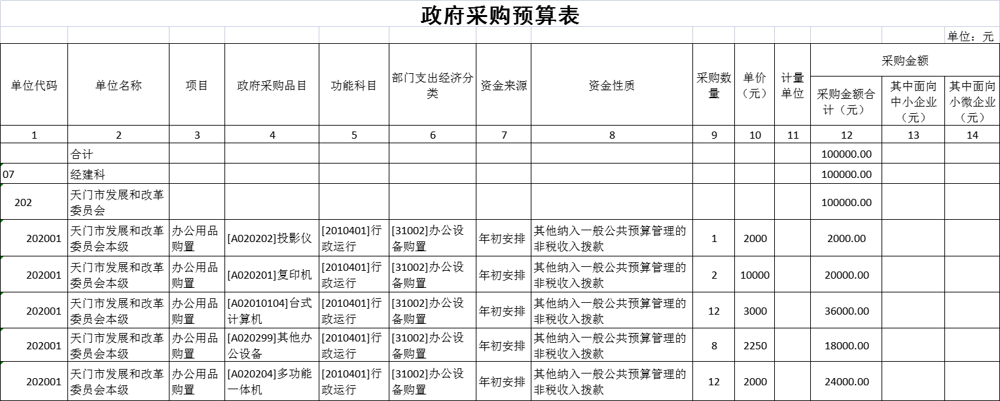 政府采购预算表
单位：元
单位代码 单位名称 项目 政府采购品目 功能科目 部门支出经济分类 资金来源 资金性质 采购数量 单价（元） 计量单位 采购金额
采购金额合计（元） 其中面向中小企业（元） 其中面向小微企业（元）
1 2 3 4 5 6 7 8 9 10 11 12 13 14
合计 100000.00
07 经建科 100000.00
202 天门市发展和改革委员会 100000.00
202001 天门市发展和改革委员会本级 办公用品购置 [A020202]投影仪 [2010401]行政运行 [31002]办公设备购置 年初安排 其他纳入一般公共预算管理的非税收入拨款 1 2000 2000.00
202001 天门市发展和改革委员会本级 办公用品购置 [A020201]复印机 [2010401]行政运行 [31002]办公设备购置 年初安排 其他纳入一般公共预算管理的非税收入拨款 2 10000 20000.00
202001 天门市发展和改革委员会本级 办公用品购置 [A02010104]台式计算机 [2010401]行政运行 [31002]办公设备购置 年初安排 其他纳入一般公共预算管理的非税收入拨款 12 3000 36000.00
202001 天门市发展和改革委员会本级 办公用品购置 [A020299]其他办公设备 [2010401]行政运行 [31002]办公设备购置 年初安排 其他纳入一般公共预算管理的非税收入拨款 8 2250 18000.00
202001 天门市发展和改革委员会本级 办公用品购置 [A020204]多功能一体机 [2010401]行政运行 [31002]办公设备购置 年初安排 其他纳入一般公共预算管理的非税收入拨款 12 2000 24000.00